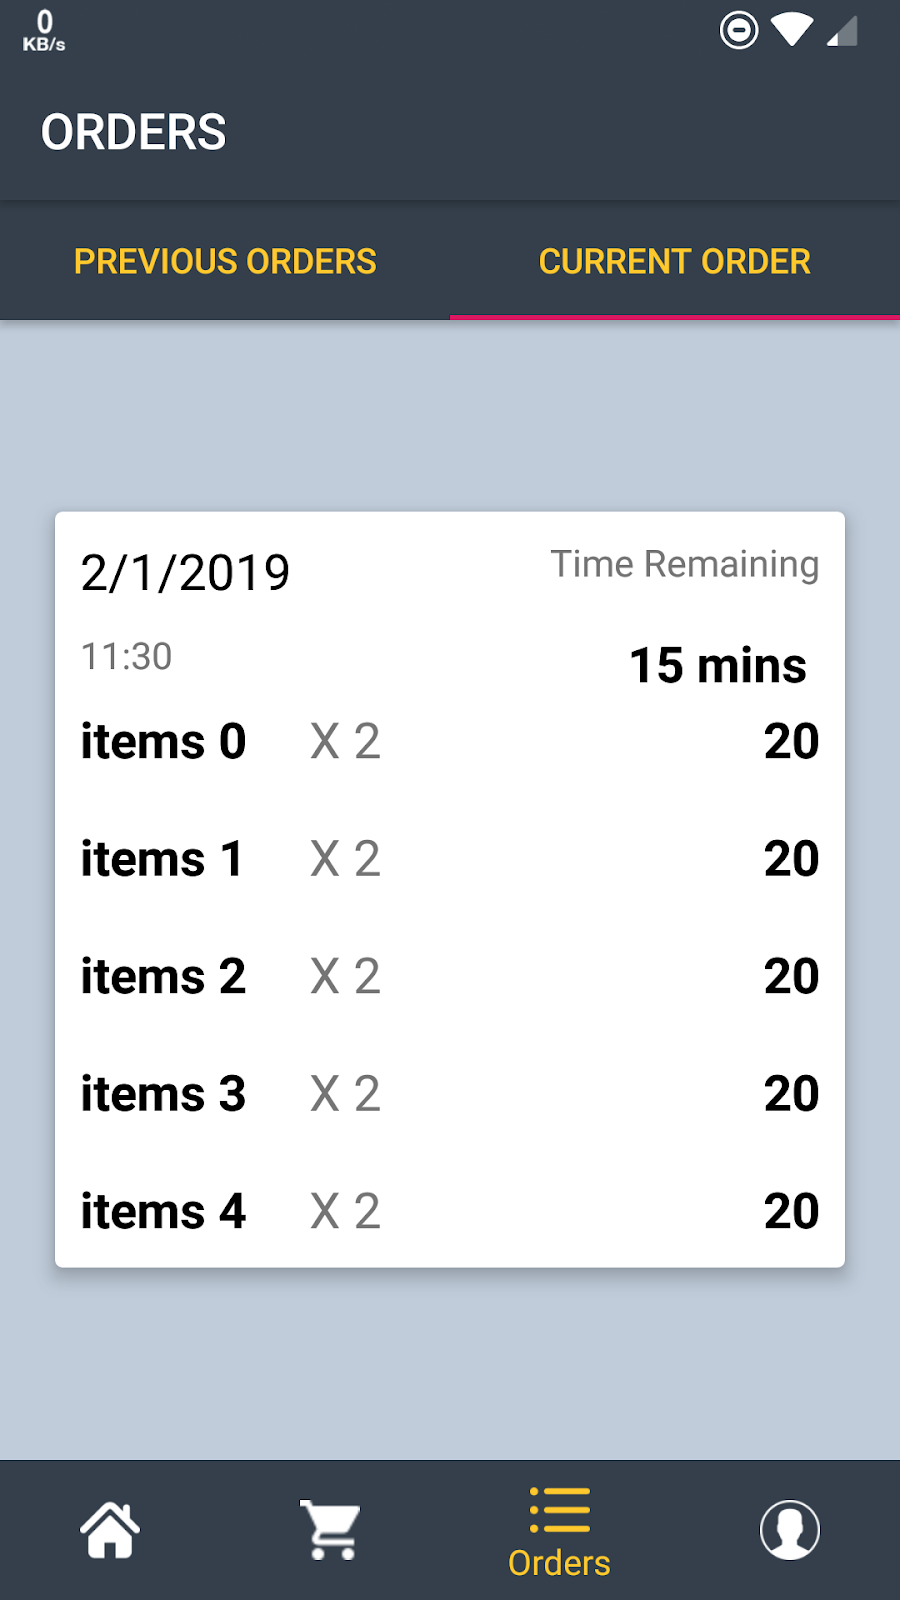 0
KB/s
ORDERS
PREVIOUS ORDERS CURRENT ORDER
2/1/2019 Time Remaining
11:30 15 mins
items 0 X 2 20
items 1 X 2 20
items 2 X 2 20
items 3 X 2 20
items 4 X 2 20
Orders